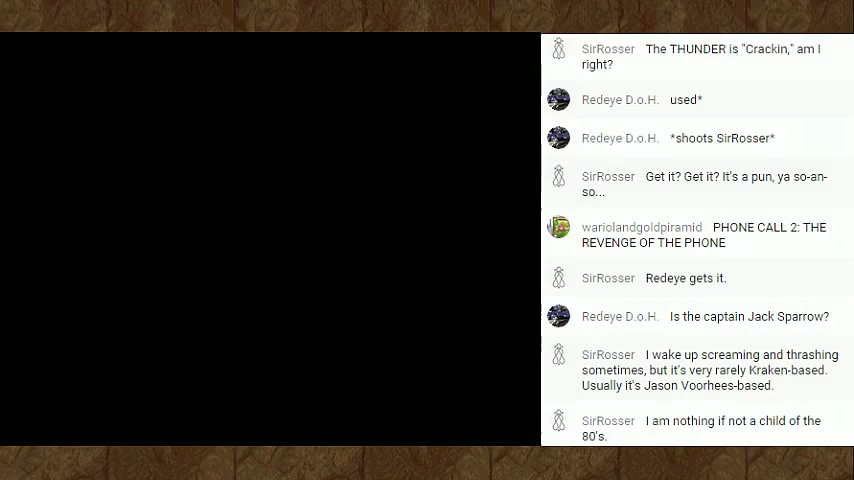 SirRosser The THUNDER is "Crackin," am I
right?
Redeye D.o.H. used*
Redeye D.o.H. *shoots SirRosser*
SirRosser Get it? Get it? It's a pun, ya so-an-
so...
wariolandgoldpiramid PHONE CALL 2: THE
REVENGE OF THE PHONE
SirRosser Redeye gets it.
Redeye D.o.H. Is the captain Jack Sparrow?
SirRosser I wake up screaming and thrashing
sometimes, but it's very rarely Kraken-based.
Usually it's Jason Voorhees-based.
SirRosser I am nothing if not a child of the
80's.